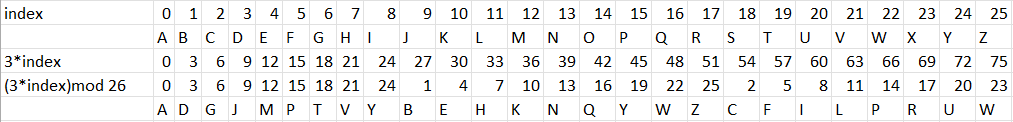 index 0 1 2 3 4 5 6 7 8 9 10 11 12 13 14 15 16 17 18 19 20 21 22 23 24 25
A B C D E F G H I J K L M N O P Q R S T U V W X Y Z
3*index 0 3 6 9 12 15 18 21 24 27 30 33 36 39 42 45 48 51 54 57 60 63 66 69 72 75
(3*index)mod 26 0 3 6 9 12 15 18 21 24 1 4 7 10 13 16 19 22 25 2 5 8 11 14 17 20 23
A D G J M P T V Y B E H K N Q Y W Z C F I L P R U W